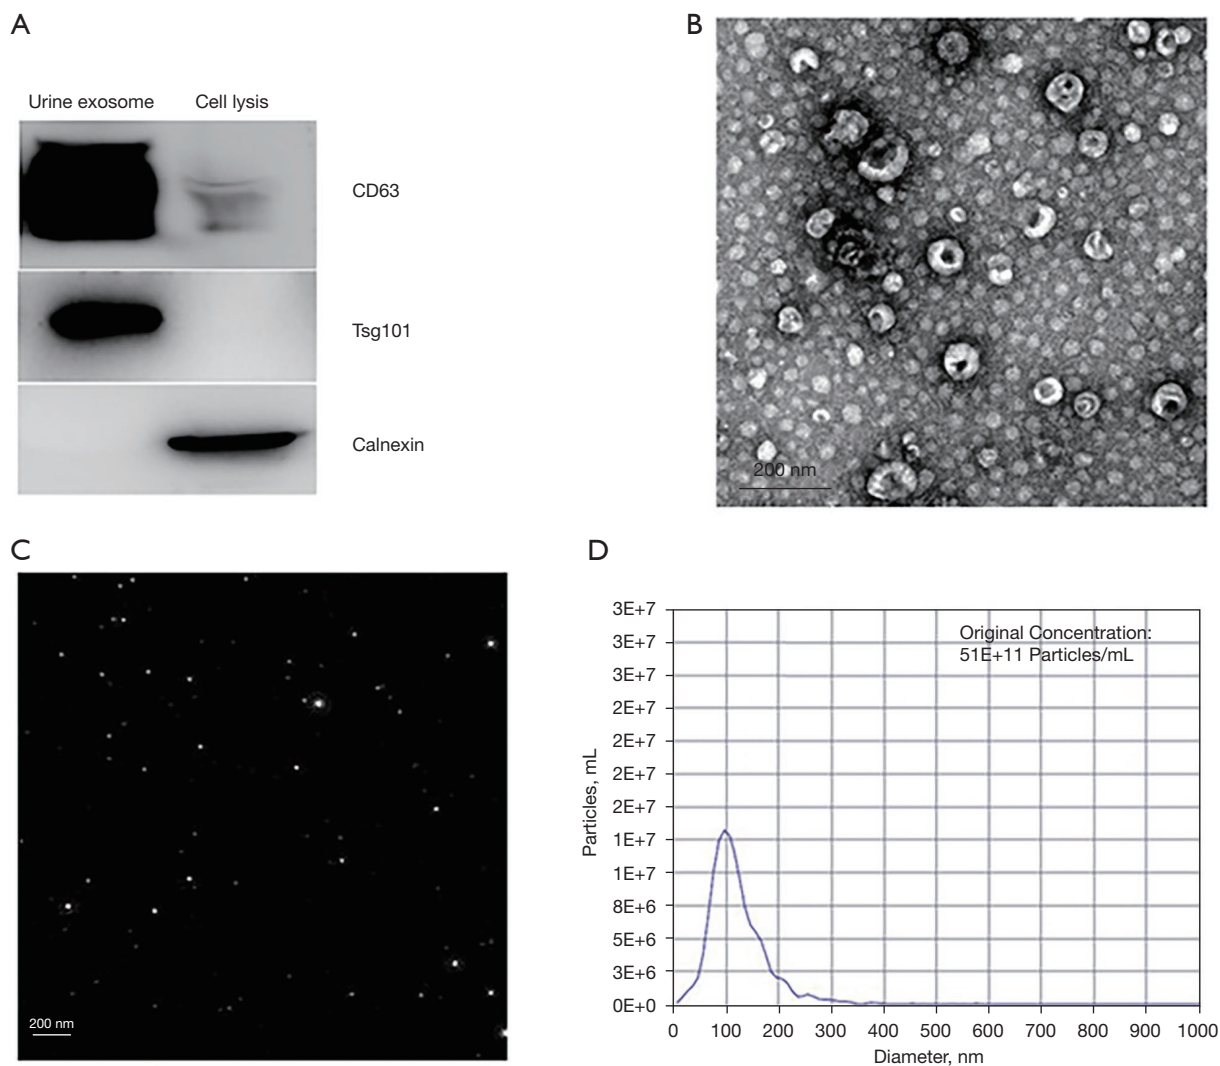 A
Urine exosome Cell lysis
CD63
Tsg101
Calnexin
B
200 nm
C
200 nm
D
3E+7
3E+7
3E+7
2E+7
2E+7
2E+7
2E+7
1E+7
1E+7
8E+6
5E+6
3E+6
0E+0
Particles, mL
Original Concentration:
51E+11 Particles/mL
0 100 200 300 400 500 600 700 800 900 1000
Diameter, nm